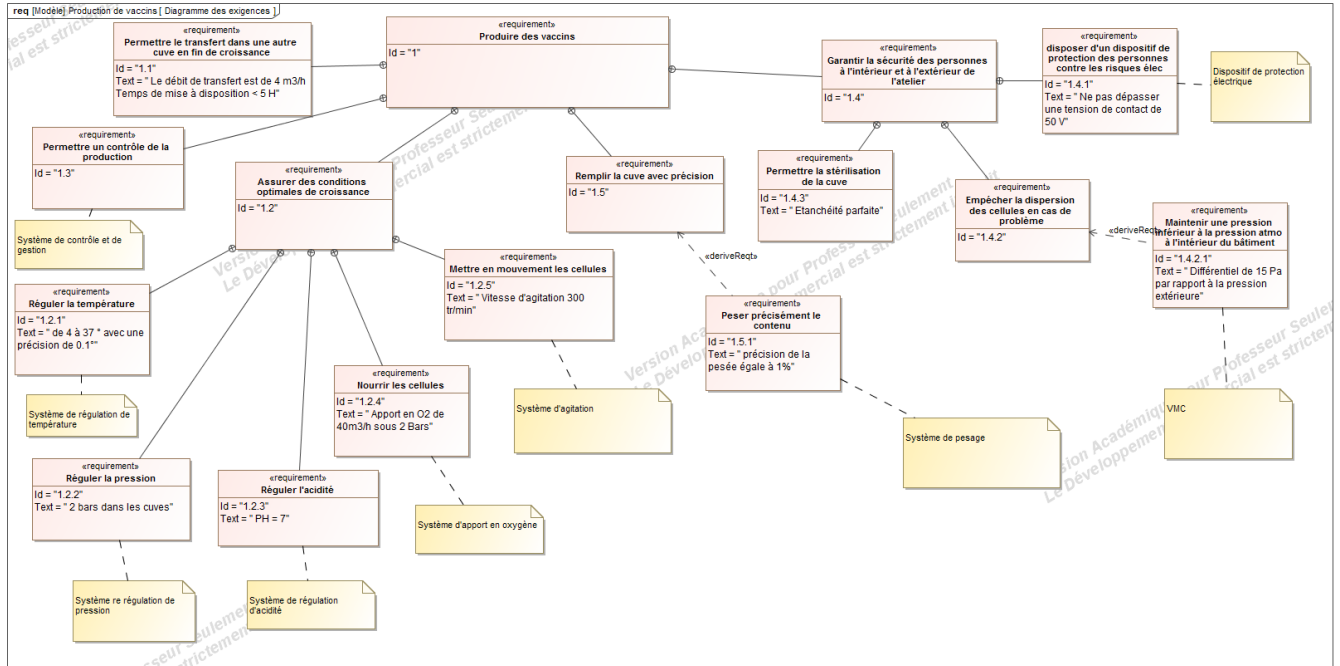 req [Modèle] Production de vaccins [ Diagramme des exigences ]
«requirement»
Permettre le transfert dans une autre
cuve en fin de croissance
Id = "1.1"
Text = " Le débit de transfert est de 4 m3/h
Temps de mise à disposition < 5 H"
«requirement»
Produire des vaccins
Id = "1"
«requirement»
Garantir la sécurité des personnes
à l'intérieur et à l'extérieur de
l'atelier
Id = "1.4"
«requirement»
disposer d'un dispositif de
protection des personnes
contre les risques élec
Id = "1.4.1"
Text = " Ne pas dépasser
une tension de contact de
50 V"
Dispositif de protection
électrique
«requirement»
Permettre un contrôle de la
production
Id = "1.3"
Système de contrôle et de
gestion
«requirement»
Assurer des conditions
optimales de croissance
Id = "1.2"
«requirement»
Remplir la cuve avec précision
Id = "1.5"
«requirement»
Permettre la stérilisation
de la cuve
Id = "1.4.3"
Text = " Etanchéité parfaite"
«requirement»
Empêcher la dispersion
des cellules en cas de
problème
Id = "1.4.2"
«deriveReqt»
«requirement»
Maintenir une pression
inférieur à la pression atmo
à l'intérieur du bâtiment
Id = "1.4.2.1"
Text = " Différentiel de 15 Pa
par rapport à la pression
extérieure"
«requirement»
Réguler la température
Id = "1.2.1"
Text = " de 4 à 37 ° avec une
précision de 0.1°"
Système de régulation de
température
«requirement»
Mettre en mouvement les cellules
Id = "1.2.5"
Text = " Vitesse d'agitation 300
tr/min"
«deriveReqt»
«requirement»
Peser précisément le
contenu
Id = "1.5.1"
Text = " précision de la
pesée égale à 1%"
«requirement»
Nourrir les cellules
Id = "1.2.4"
Text = " Apport en O2 de
40m3/h sous 2 Bars"
Système d'agitation
Système de pesage
VMC
«requirement»
Réguler la pression
Id = "1.2.2"
Text = " 2 bars dans les cuves"
«requirement»
Réguler l'acidité
Id = "1.2.3"
Text = " PH = 7"
Système d'apport en oxygène
Système re régulation de
pression
Système de régulation
d'acidité